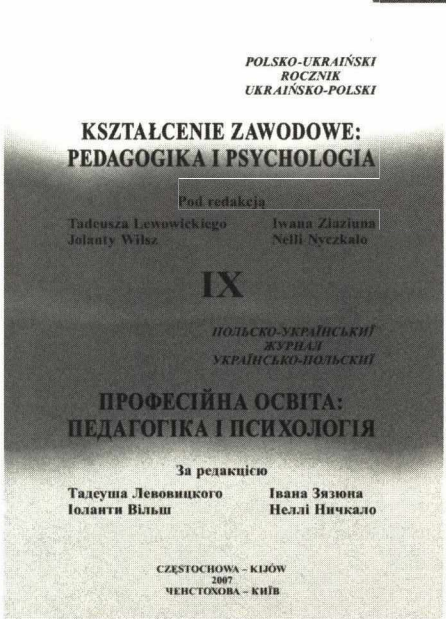 POLSKO-UKRAIŃSKI
ROCZNIK
UKRAIŃSKO-POLSKI
KSZTAŁCENIE ZAWODOWE:
PEDAGOGIKA I PSYCHOLOGIA
Pod redakcją
Tadeusza Lewowickiego Iwana Ziaziuna
Jolanty Wilsz Nelli Nyczkało
IX
ПОЛЬСКО-УКРАЇНСЬКИЙ
ЖУРНАЛ
УКРАЇНСЬКО-ПОЛЬСКИЙ
ПРОФЕСІЙНА ОСВІТА:
ПЕДАГОГІКА І ПСИХОЛОГІЯ
За редакцією
Тадеуша Левовицкого Івана Зязюна
Іоланти Вільш Неллі Ничкало
CZĘSTOCHOWA – KIJÓW
2007
ЧЕНСТОХОВА – КИЇВ